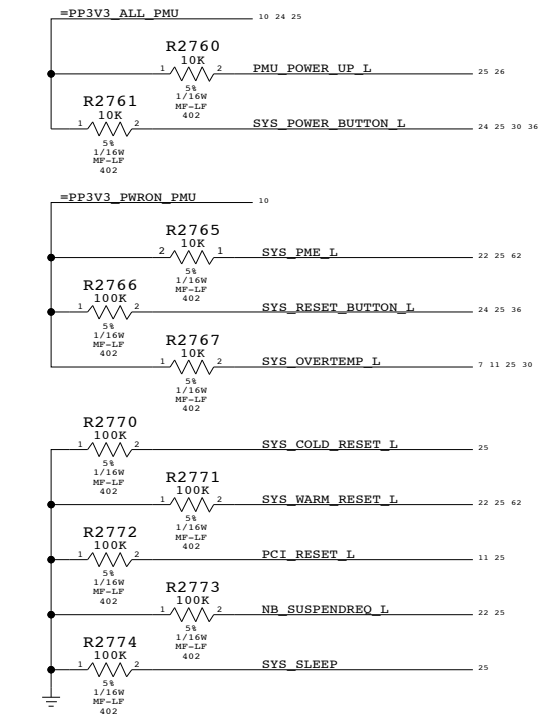 =PP3V3_ALL_PMU 10 24 25
R2760
10K
1 2 PMU_POWER_UP_L 25 26
5%
1/16W
MF-LF
402
R2761
10K
1 2 SYS_POWER_BUTTON_L 24 25 30 36
5%
1/16W
MF-LF
402
=PP3V3_PWRON_PMU 10
R2765
10K
2 1 SYS_PME_L 22 25 62
5%
1/16W
MF-LF
402
R2766
100K
1 2 SYS_RESET_BUTTON_L 24 25 36
5%
1/16W
MF-LF
402
R2767
10K
1 2 SYS_OVERTEMP_L 7 11 25 30
5%
1/16W
MF-LF
402
R2770
100K
1 2 SYS_COLD_RESET_L 25
5%
1/16W
MF-LF
402
R2771
100K
1 2 SYS_WARM_RESET_L 22 25 62
5%
1/16W
MF-LF
402
R2772
100K
1 2 PCI_RESET_L 11 25
5%
1/16W
MF-LF
402
R2773
100K
1 2 NB_SUSPENDREQ_L 22 25
5%
1/16W
MF-LF
402
R2774
100K
1 2 SYS_SLEEP 25
5%
1/16W
MF-LF
402